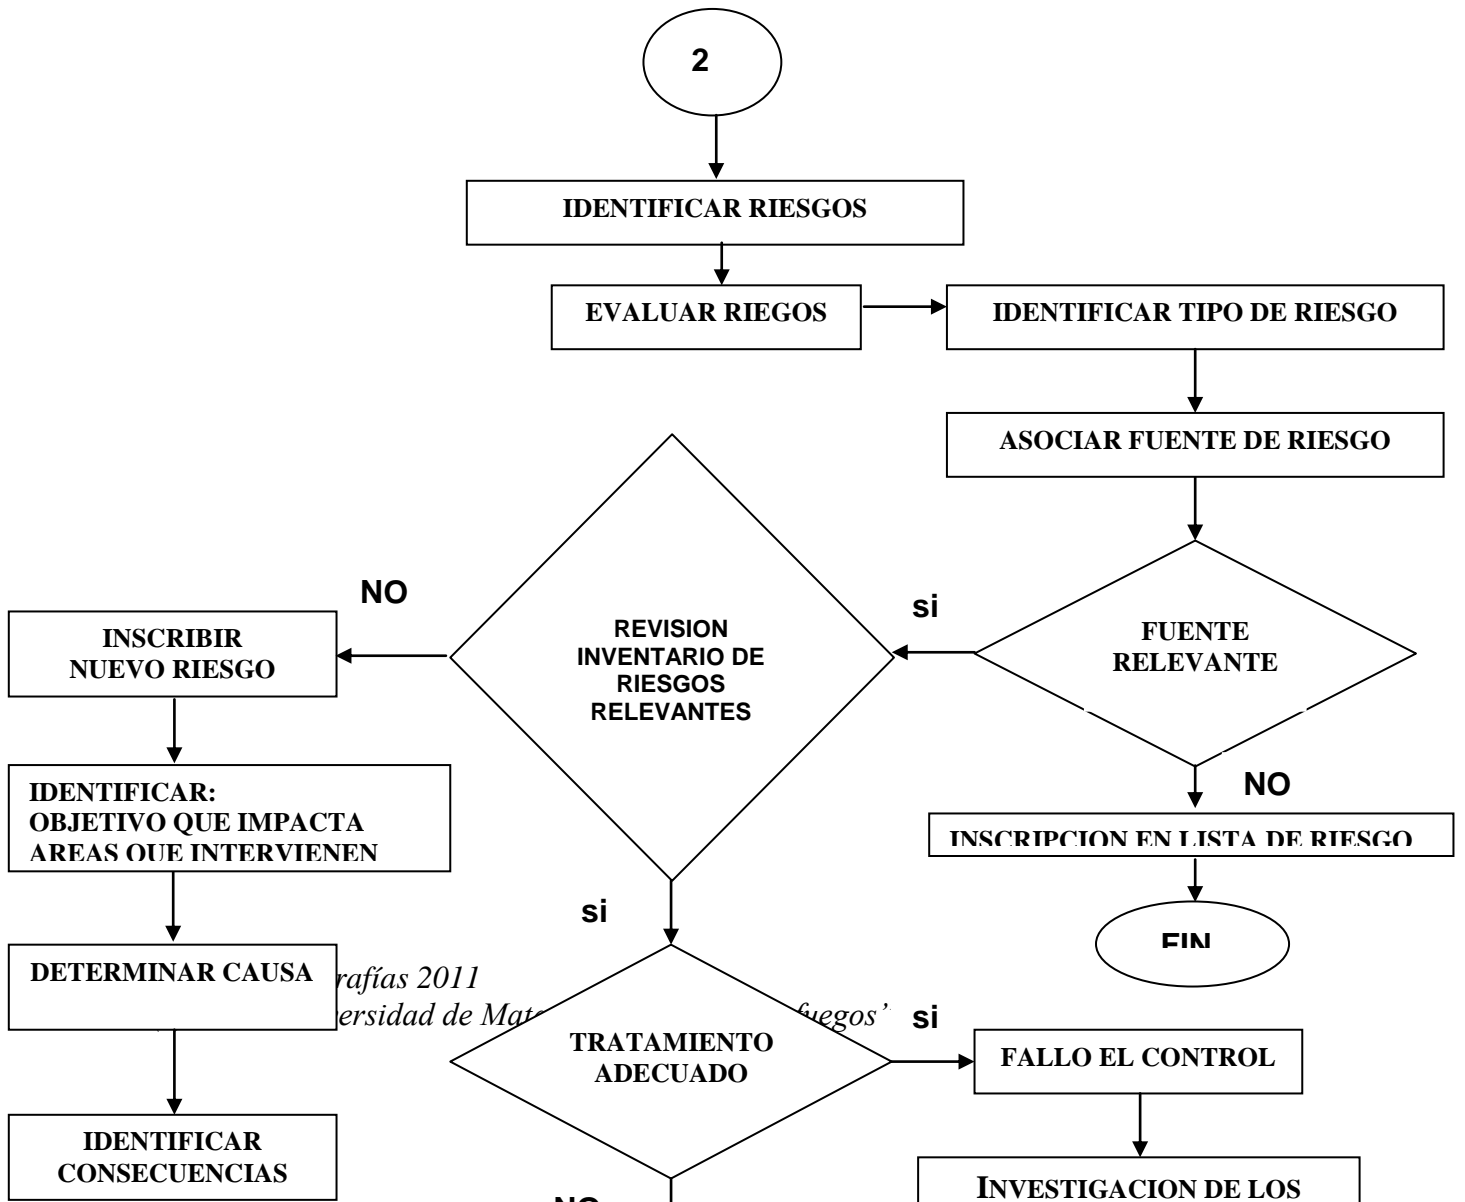 2
IDENTIFICAR RIESGOS
EVALUAR RIEGOS
IDENTIFICAR TIPO DE RIESGO
ASOCIAR FUENTE DE RIESGO
FUENTE
RELEVANTE
si
NO
REVISION
INVENTARIO DE
RIESGOS
RELEVANTES
NO
INSCRIBIR
NUEVO RIESGO
IDENTIFICAR:
OBJETIVO QUE IMPACTA
AREAS QUE INTERVIENEN
INSCRIPCION EN LISTA DE RIESGO
FIN
si
DETERMINAR CAUSA
rafías 2011
ersidad de Mat fuegos”
TRATAMIENTO
ADECUADO
si
FALLO EL CONTROL
IDENTIFICAR
CONSECUENCIAS
NO
INVESTIGACION DE LOS